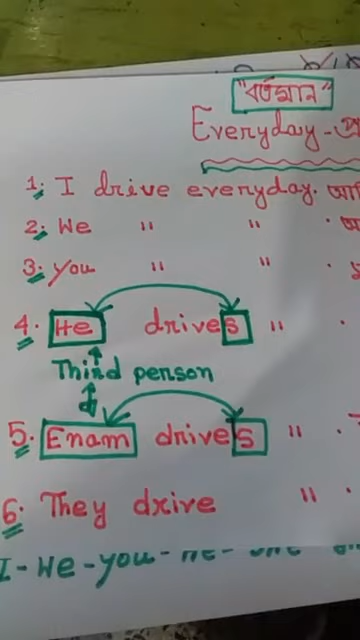 "বর্তমান"
Everyday -
1. I drive everyday.
2. We " " .
3. you " " .
4. He drives " .
Third person
5. Enam drives " .
6. They drive " .
I - We - you - He -